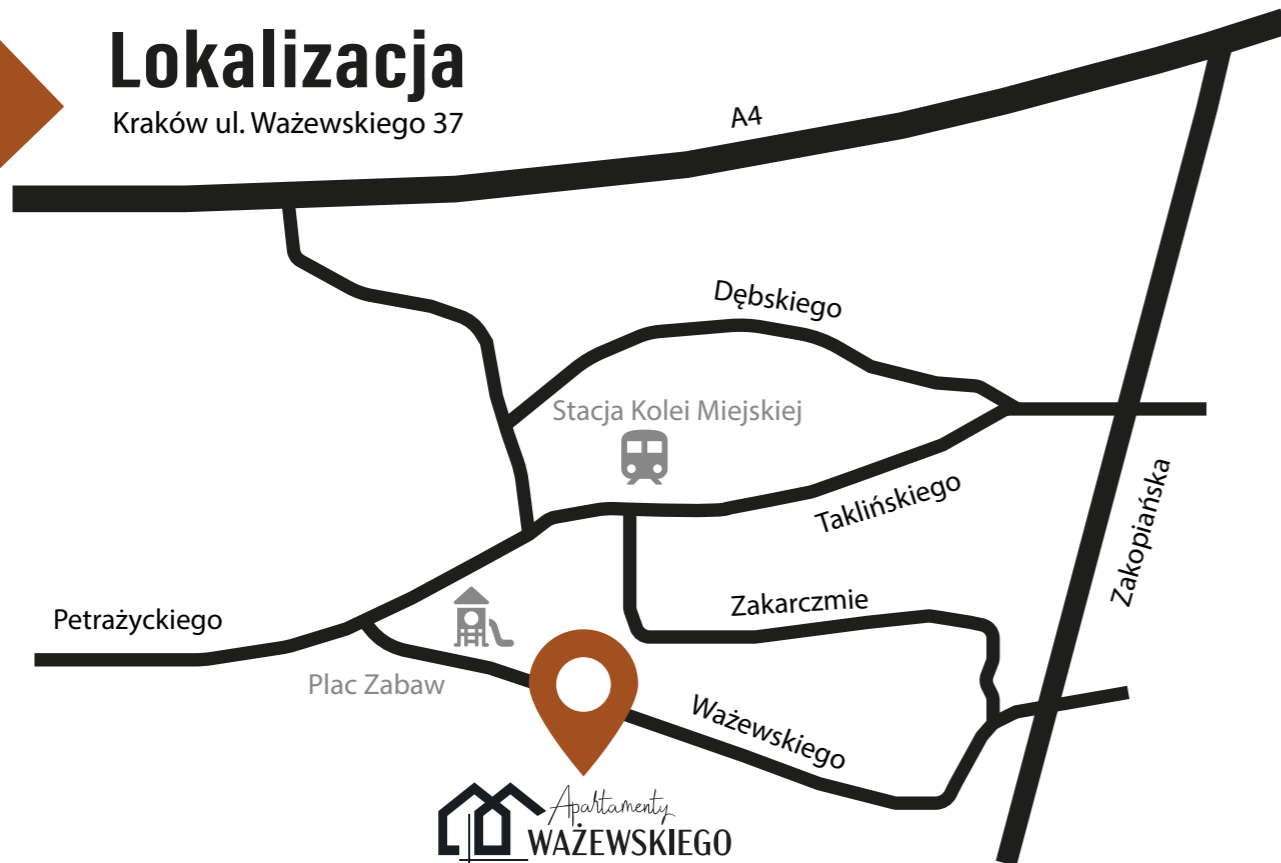 Lokalizacja
Kraków ul. Ważewskiego 37
A4
Dębskiego
Stacja Kolei Miejskiej
Taklińskiego
Zakopiańska
Zakarczmie
Petrażyckiego
Plac Zabaw
Ważewskiego
Apartamenty
WAŻEWSKIEGO